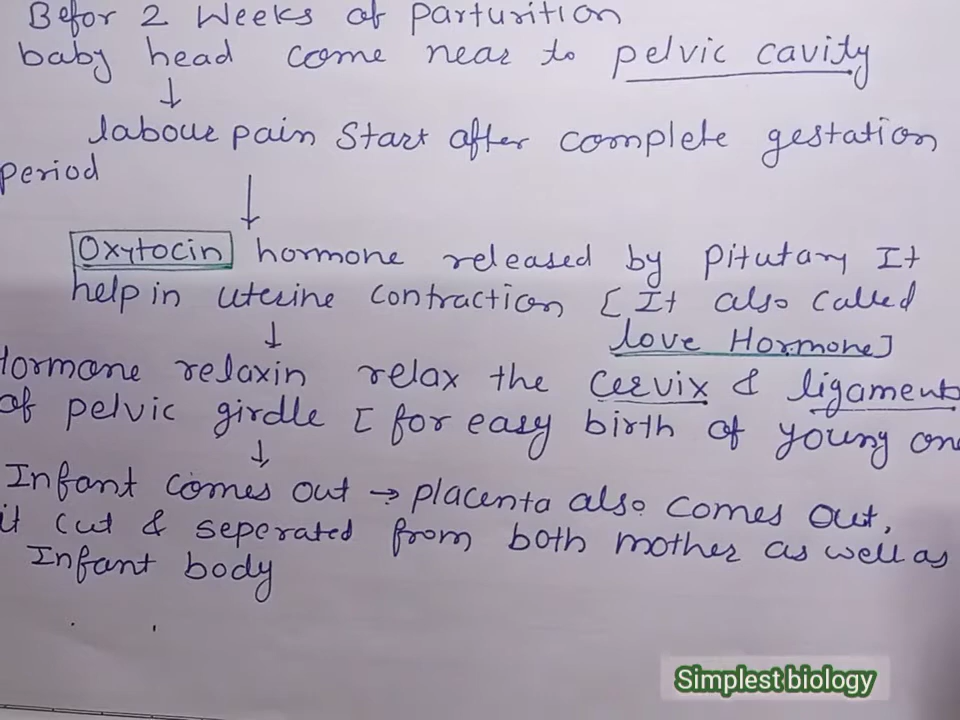 Befor 2 Weeks of parturition
baby head come near to pelvic cavity
↓
labour pain Start after complete gestation
period
↓
Oxytocin hormone released by pitutary It
help in uterine contraction [It also called
love Hormone]
↓
Hormone relaxin relax the cervix & ligaments
of pelvic girdle [for easy birth of young one
↓
Infant comes out → placenta also comes out,
it cut & seperated from both mother as well as
Infant body
Simplest biology